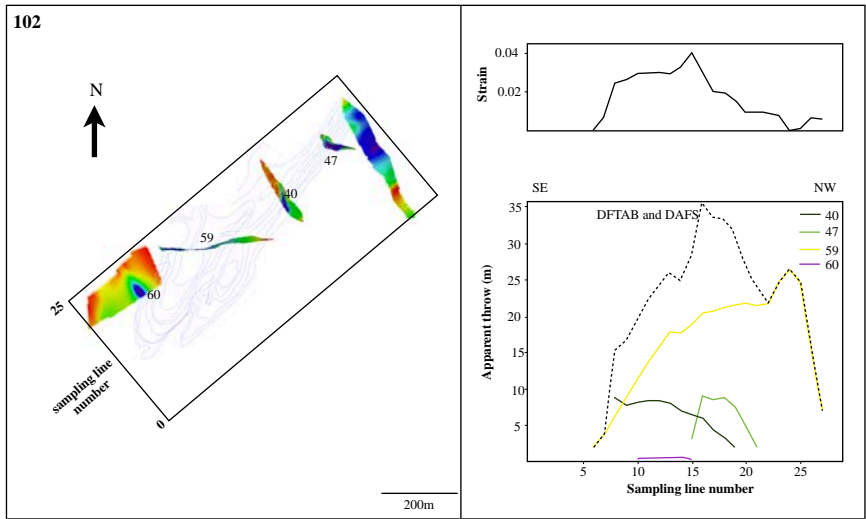 102
N
47
40
59
60
25
sampling line
number
0
200m
Strain
0.04
0.02
SE
NW
DFTAB and DAFS
40
47
59
60
Apparent throw (m)
35
30
25
20
15
10
5
5
10
15
20
25
Sampling line number